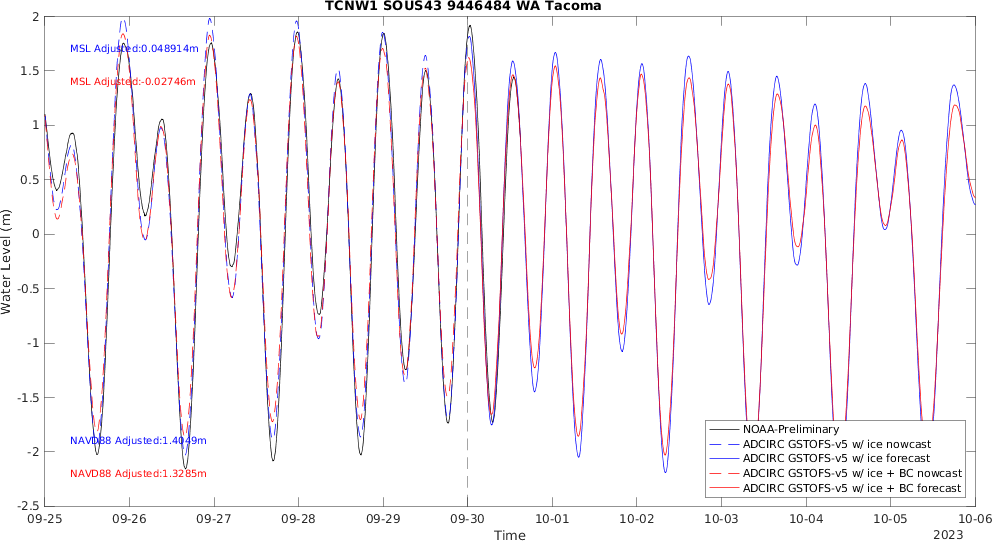 TCNW1 SOUS43 9446484 WA Tacoma
2
1.5
1
0.5
0
-0.5
-1
-1.5
-2
-2.5
Water Level (m)
MSL Adjusted:0.048914m
MSL Adjusted:-0.02746m
NAVD88 Adjusted:1.4049m
NAVD88 Adjusted:1.3285m
NOAA-Preliminary
ADCIRC GSTOFS-v5 w/ ice nowcast
ADCIRC GSTOFS-v5 w/ ice forecast
ADCIRC GSTOFS-v5 w/ ice + BC nowcast
ADCIRC GSTOFS-v5 w/ ice + BC forecast
09-25 09-26 09-27 09-28 09-29 09-30 10-01 10-02 10-03 10-04 10-05 10-06
Time
2023